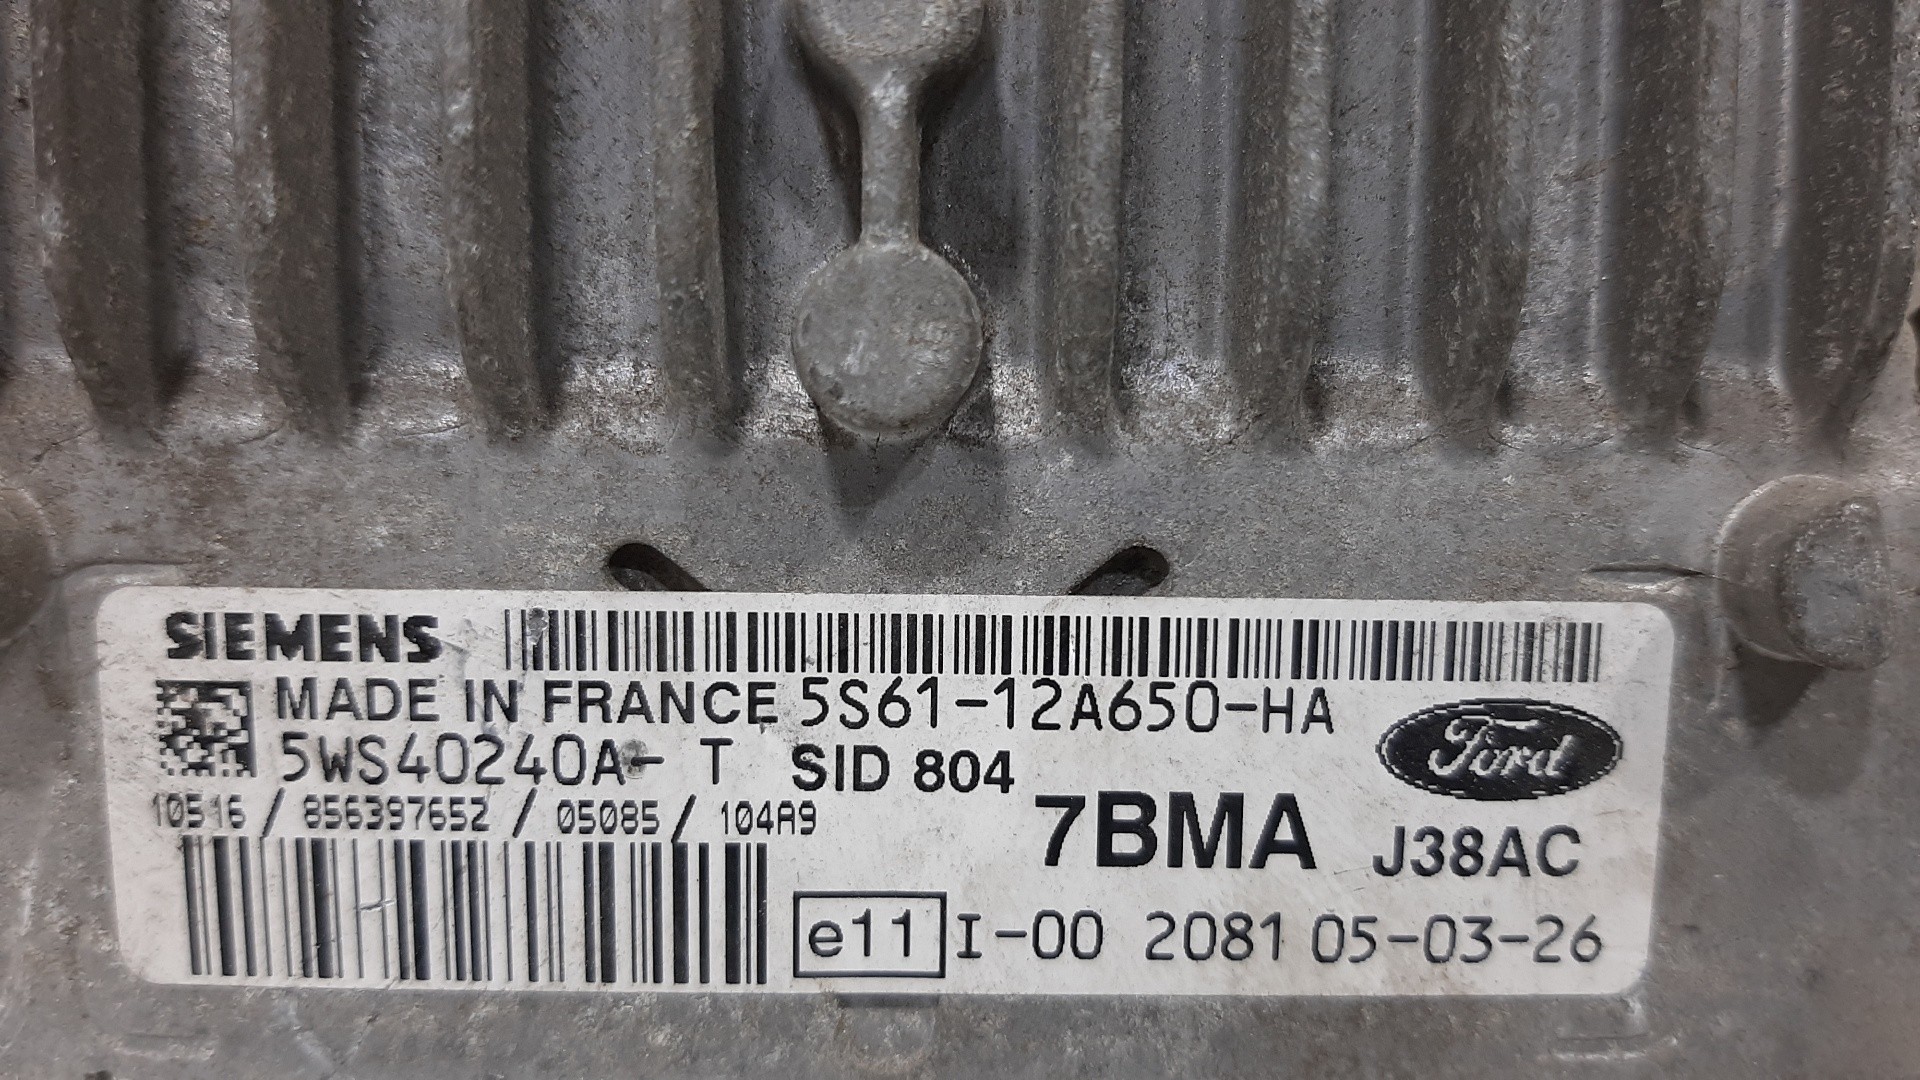 SIEMENS
MADE IN FRANCE 5S61-12A650-HA
5WS40240A- T SID 804
Ford
10516 / 856397652 / 05085 / 104A9
7BMA J38AC
e11 I-00 2081 05-03-26